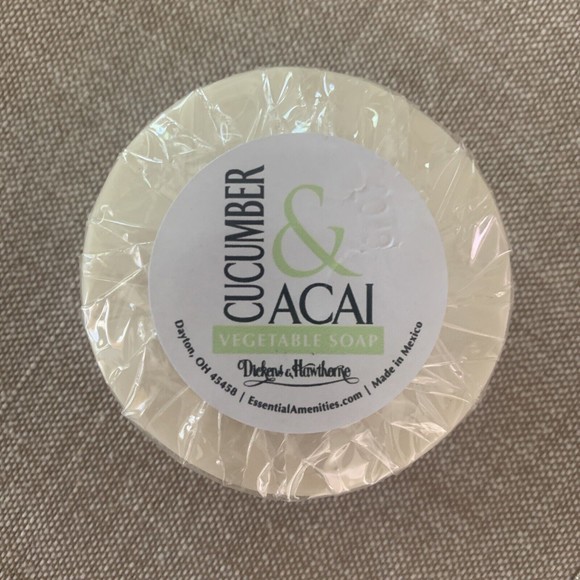 CUCUMBER
&
ACAI
VEGETABLE SOAP
Dickens & Hawthorne
Dayton, OH 45458 | EssentialAmenities.com | Made in Mexico